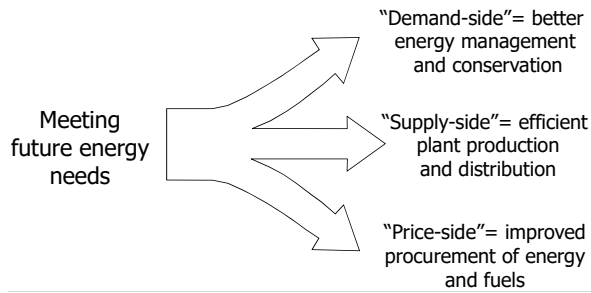 “Demand-side”= better
energy management
and conservation
Meeting
future energy
needs
“Supply-side”= efficient
plant production
and distribution
“Price-side”= improved
procurement of energy
and fuels